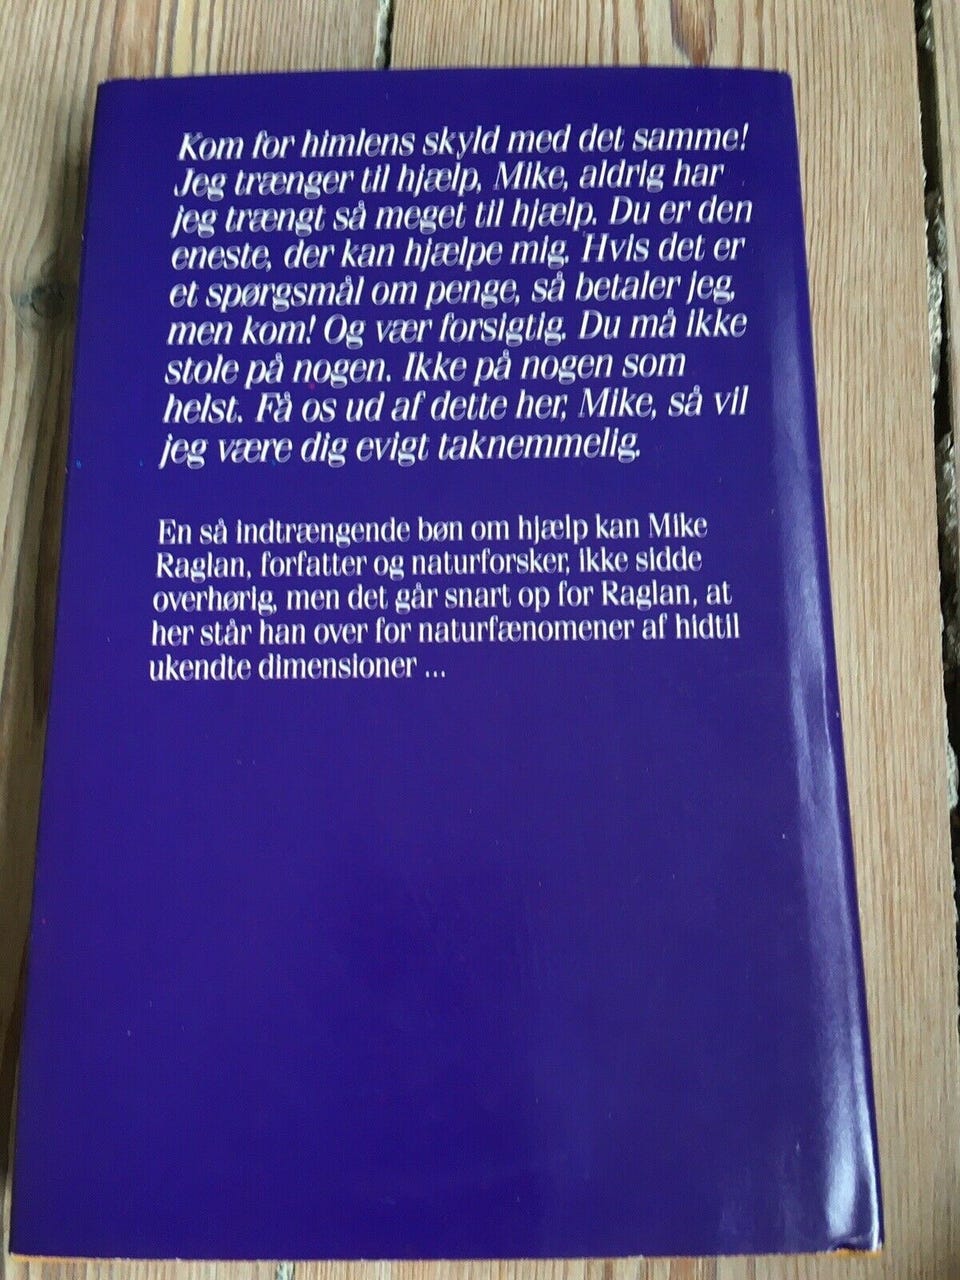 Kom for himlens skyld med det samme!
Jeg trænger til hjælp, Mike, aldrig har
jeg trængt så meget til hjælp. Du er den
eneste, der kan hjælpe mig. Hvis det er
et spørgsmål om penge, så betaler jeg,
men kom! Og vær forsigtig. Du må ikke
stole på nogen. Ikke på nogen som
helst. Få os ud af dette her, Mike, så vil
jeg være dig evigt taknemmelig.
En så indtrængende bøn om hjælp kan Mike
Raglan, forfatter og naturforsker, ikke sidde
overhørig, men det går snart op for Raglan, at
her står han over for naturfænomener af hidtil
ukendte dimensioner ...